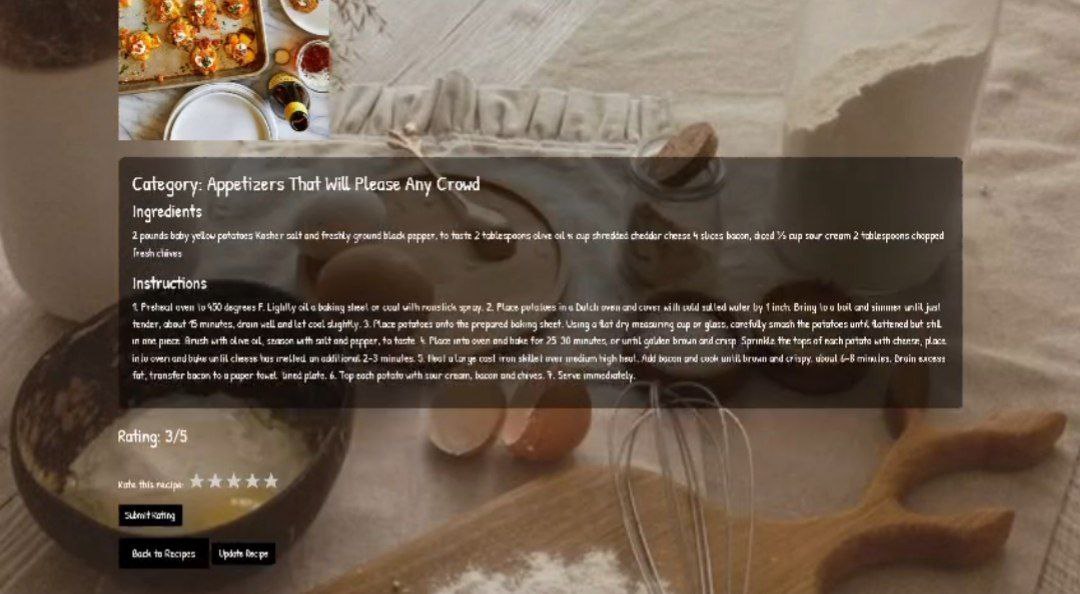 Category: Appetizers That Will Please Any Crowd
Ingredients
2 pounds baby yellow potatoes Kosher salt and freshly ground black pepper, to taste 2 tablespoons olive oil cup shredded cheddar cheese 4 slices bacon, diced ⅓ cup sour cream 2 tablespoons chopped
fresh chives
Instructions
1. Preheat oven to 450 degrees F. Lightly oil a baking sheet or coat with nonstick spray. 2. Place potatoes in a Dutch oven and cover with cold salted water by 1 inch. Bring to a boil and simmer until just
tender, about 15 minutes, drain well and let cool slightly. 3. Place potatoes onto the prepared baking sheet. Using a flat dry measuring cup or glass, carefully smash the potatoes until flattened but still
in one piece. Brush with olive oil, season with salt and pepper, to taste. 4. Place into oven and bake for 25-30 minutes, or until golden brown and crisp. Sprinkle the tops of each potato with cheese, place
into oven and bake until cheese has melted, an additional 2-3 minutes. 5. Heat a large cast iron skillet over medium high heat. Add bacon and cook until brown and crispy, about 6-8 minutes. Drain excess
fat, transfer bacon to a paper towel-lined plate. 6. Top each potato with sour cream, bacon and chives. 7. Serve immediately.
Rating: 3/5
Rate this recipe: ★★★★★
Submit Rating
Back to Recipes Update Recipe